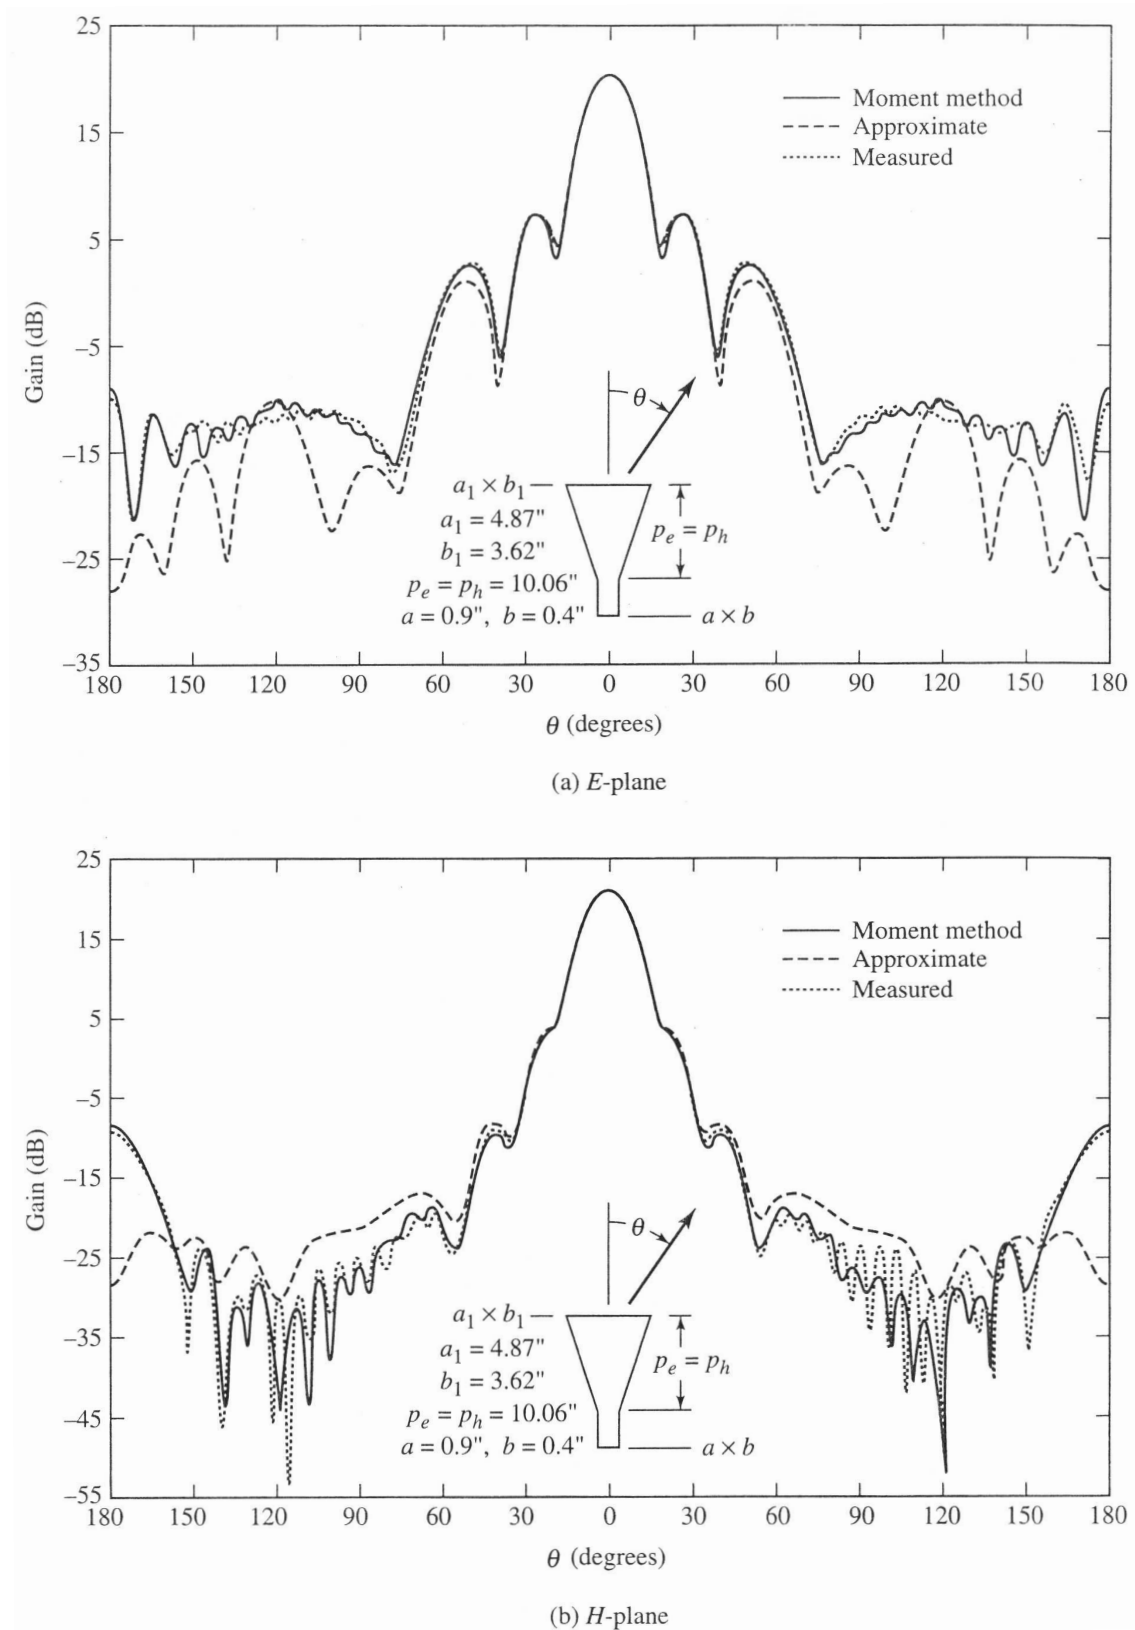 25
15
5
–5
–15
–25
–35
Gain (dB)
Moment method
Approximate
Measured
θ
a₁ × b₁
a₁ = 4.87"
b₁ = 3.62"
pₑ = pₕ = 10.06"
a = 0.9", b = 0.4"
pₑ = pₕ
a × b
180 150 120 90 60 30 0 30 60 90 120 150 180
θ (degrees)
(a) E-plane
25
15
5
–5
–15
–25
–35
–45
–55
Gain (dB)
Moment method
Approximate
Measured
θ
a₁ × b₁
a₁ = 4.87"
b₁ = 3.62"
pₑ = pₕ = 10.06"
a = 0.9", b = 0.4"
pₑ = pₕ
a × b
180 150 120 90 60 30 0 30 60 90 120 150 180
θ (degrees)
(b) H-plane